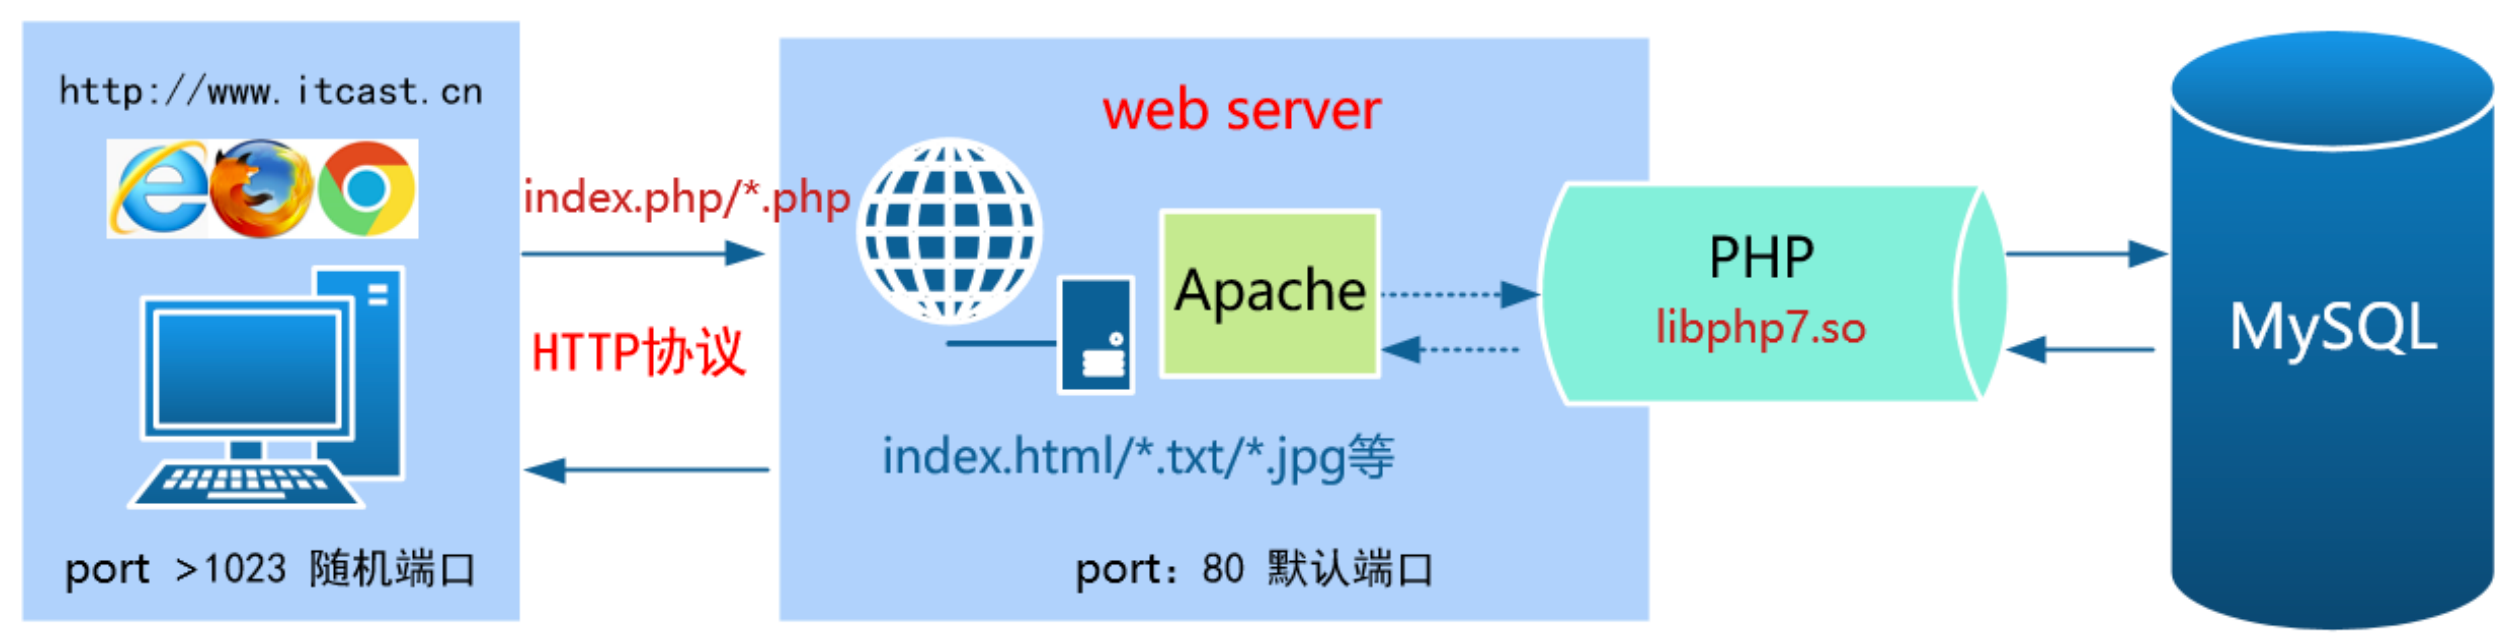 http://www.itcast.cn
port >1023 随机端口
index.php/*.php
HTTP协议
web server
Apache
index.html/*.txt/*.jpg等
port: 80 默认端口
PHP
libphp7.so
MySQL